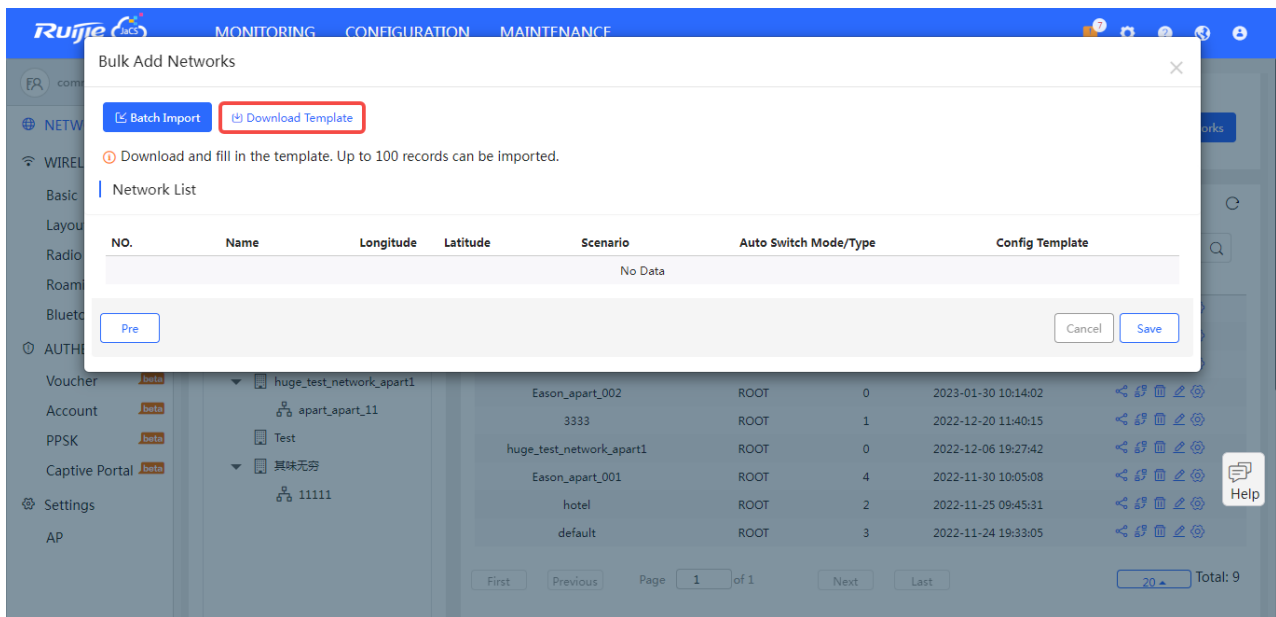 Ruijie JaCS MONITORING CONFIGURATION MAINTENANCE 7
Bulk Add Networks
Batch Import Download Template
Download and fill in the template. Up to 100 records can be imported.
Network List
NO. Name Longitude Latitude Scenario Auto Switch Mode/Type Config Template
No Data
Pre Cancel Save
NETW
WIREL
Basic
Layou
Radio
Roami
Blueto
AUTHE
Voucher beta
Account beta
PPSK beta
Captive Portal beta
Settings
AP
huge_test_network_apart1
apart_apart_11
Test
其味无穷
11111
Eason_apart_002 ROOT 0 2023-01-30 10:14:02
3333 ROOT 1 2022-12-20 11:40:15
huge_test_network_apart1 ROOT 0 2022-12-06 19:27:42
Eason_apart_001 ROOT 4 2022-11-30 10:05:08
hotel ROOT 2 2022-11-25 09:45:31
default ROOT 3 2022-11-24 19:33:05
First Previous Page 1 of 1 Next Last 20 Total: 9
Help